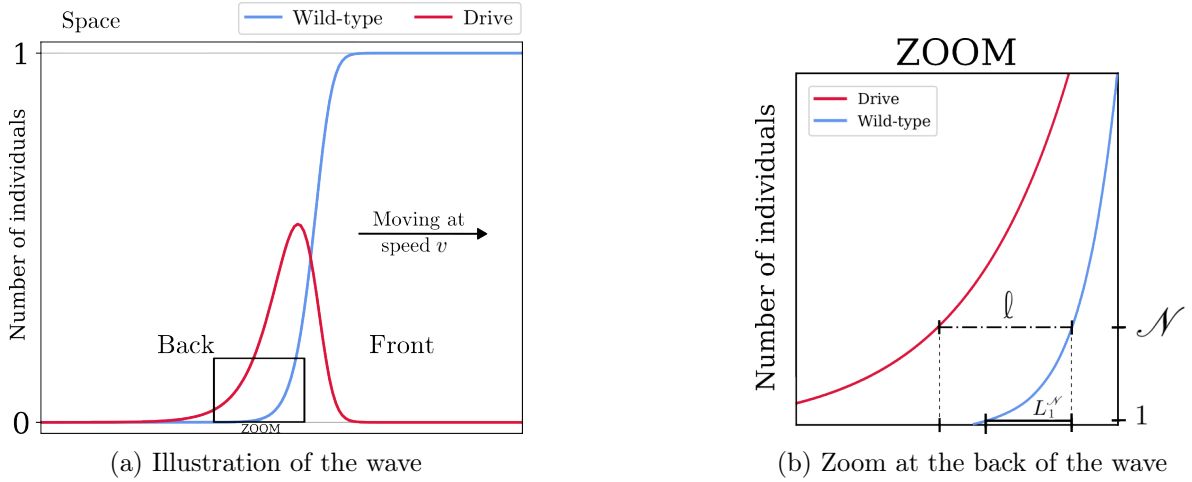 Space
Wild-type
Drive
1
Number of individuals
Moving at
speed v
Back
Front
0
ZOOM
(a) Illustration of the wave
ZOOM
Drive
Wild-type
Number of individuals
ℓ
𝒩
L₁^𝒩
1
(b) Zoom at the back of the wave